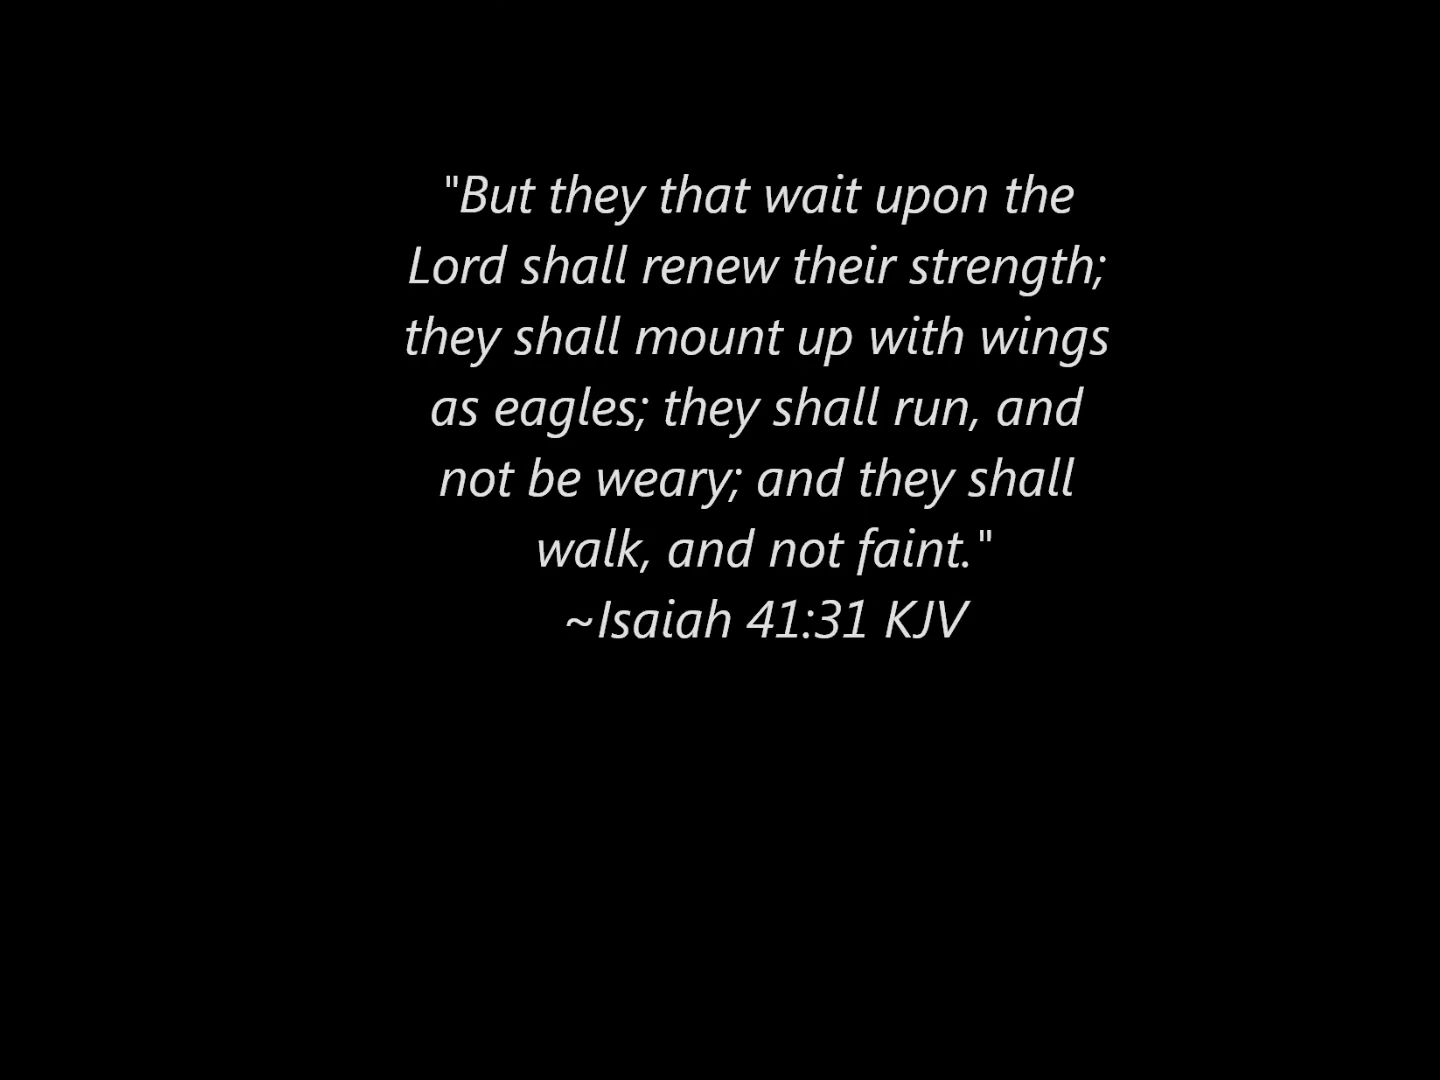 "But they that wait upon the
Lord shall renew their strength;
they shall mount up with wings
as eagles; they shall run, and
not be weary; and they shall
walk, and not faint."
~Isaiah 41:31 KJV